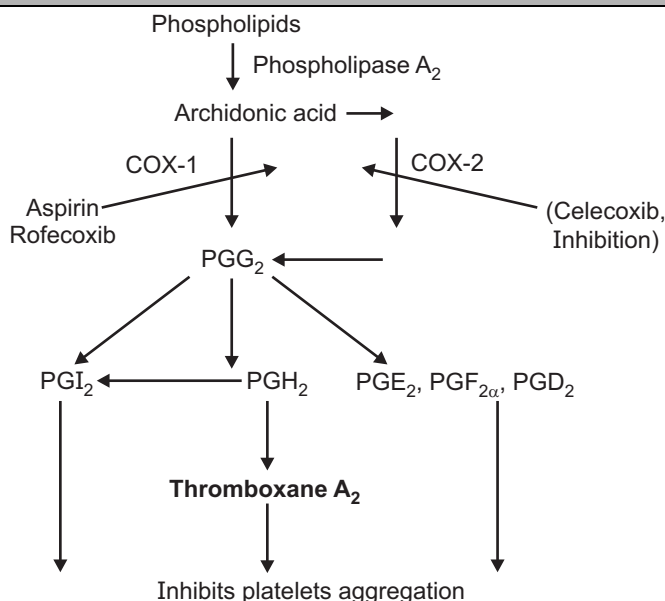 Phospholipids
Phospholipase A₂
Archidonic acid
COX-1
COX-2
Aspirin
Rofecoxib
(Celecoxib,
Inhibition)
PGG₂
PGI₂
PGH₂
PGE₂, PGF₂α, PGD₂
Thromboxane A₂
Inhibits platelets aggregation